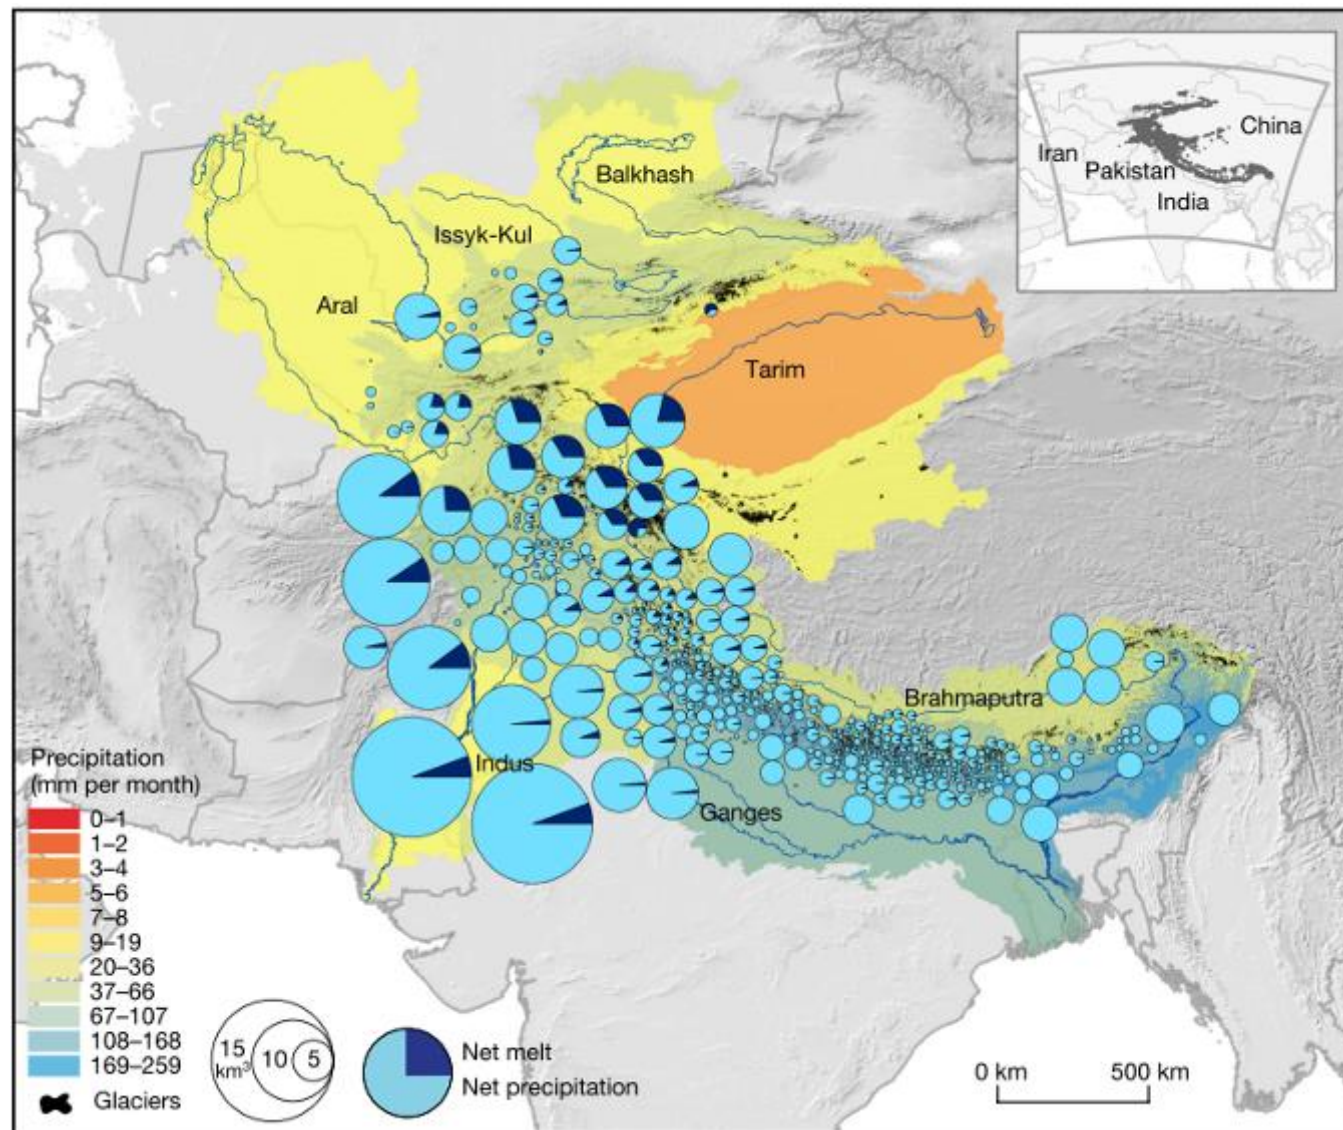 China
Iran
Pakistan
India
Balkhash
Issyk-Kul
Aral
Tarim
Brahmaputra
Indus
Ganges
Precipitation
(mm per month)
0–1
1–2
3–4
5–6
7–8
9–19
20–36
37–66
67–107
108–168
169–259
Glaciers
15
km³
10
5
Net melt
Net precipitation
0 km
500 km